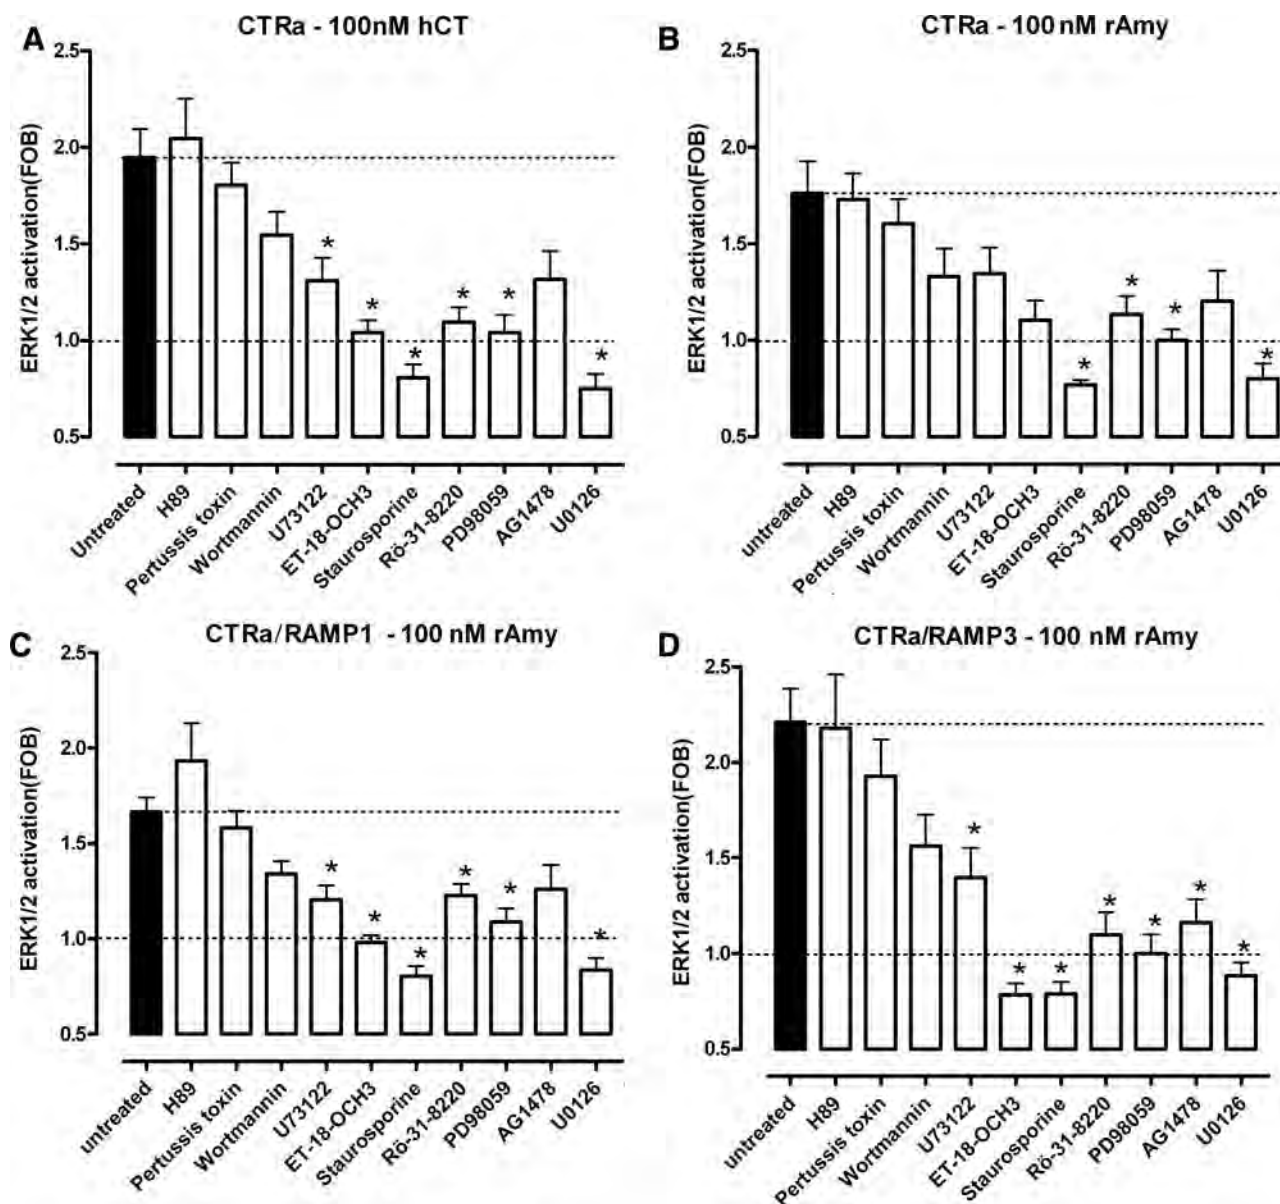 A
CTRa - 100nM hCT
ERK1/2 activation(FOB)
2.5
2.0
1.5
1.0
0.5
* * * * * *
Untreated
H89
Pertussis toxin
Wortmannin
U73122
ET-18-OCH3
Staurosporine
Rö-31-8220
PD98059
AG1478
U0126
B
CTRa - 100 nM rAmy
ERK1/2 activation(FOB)
2.5
2.0
1.5
1.0
0.5
* * * *
untreated
H89
Pertussis toxin
Wortmannin
U73122
ET-18-OCH3
Staurosporine
Rö-31-8220
PD98059
AG1478
U0126
C
CTRa/RAMP1 - 100 nM rAmy
ERK1/2 activation(FOB)
2.5
2.0
1.5
1.0
0.5
* * * * * *
untreated
H89
Pertussis toxin
Wortmannin
U73122
ET-18-OCH3
Staurosporine
Rö-31-8220
PD98059
AG1478
U0126
D
CTRa/RAMP3 - 100 nM rAmy
ERK1/2 activation(FOB)
2.5
2.0
1.5
1.0
0.5
* * * * * * *
untreated
H89
Pertussis toxin
Wortmannin
U73122
ET-18-OCH3
Staurosporine
Rö-31-8220
PD98059
AG1478
U0126